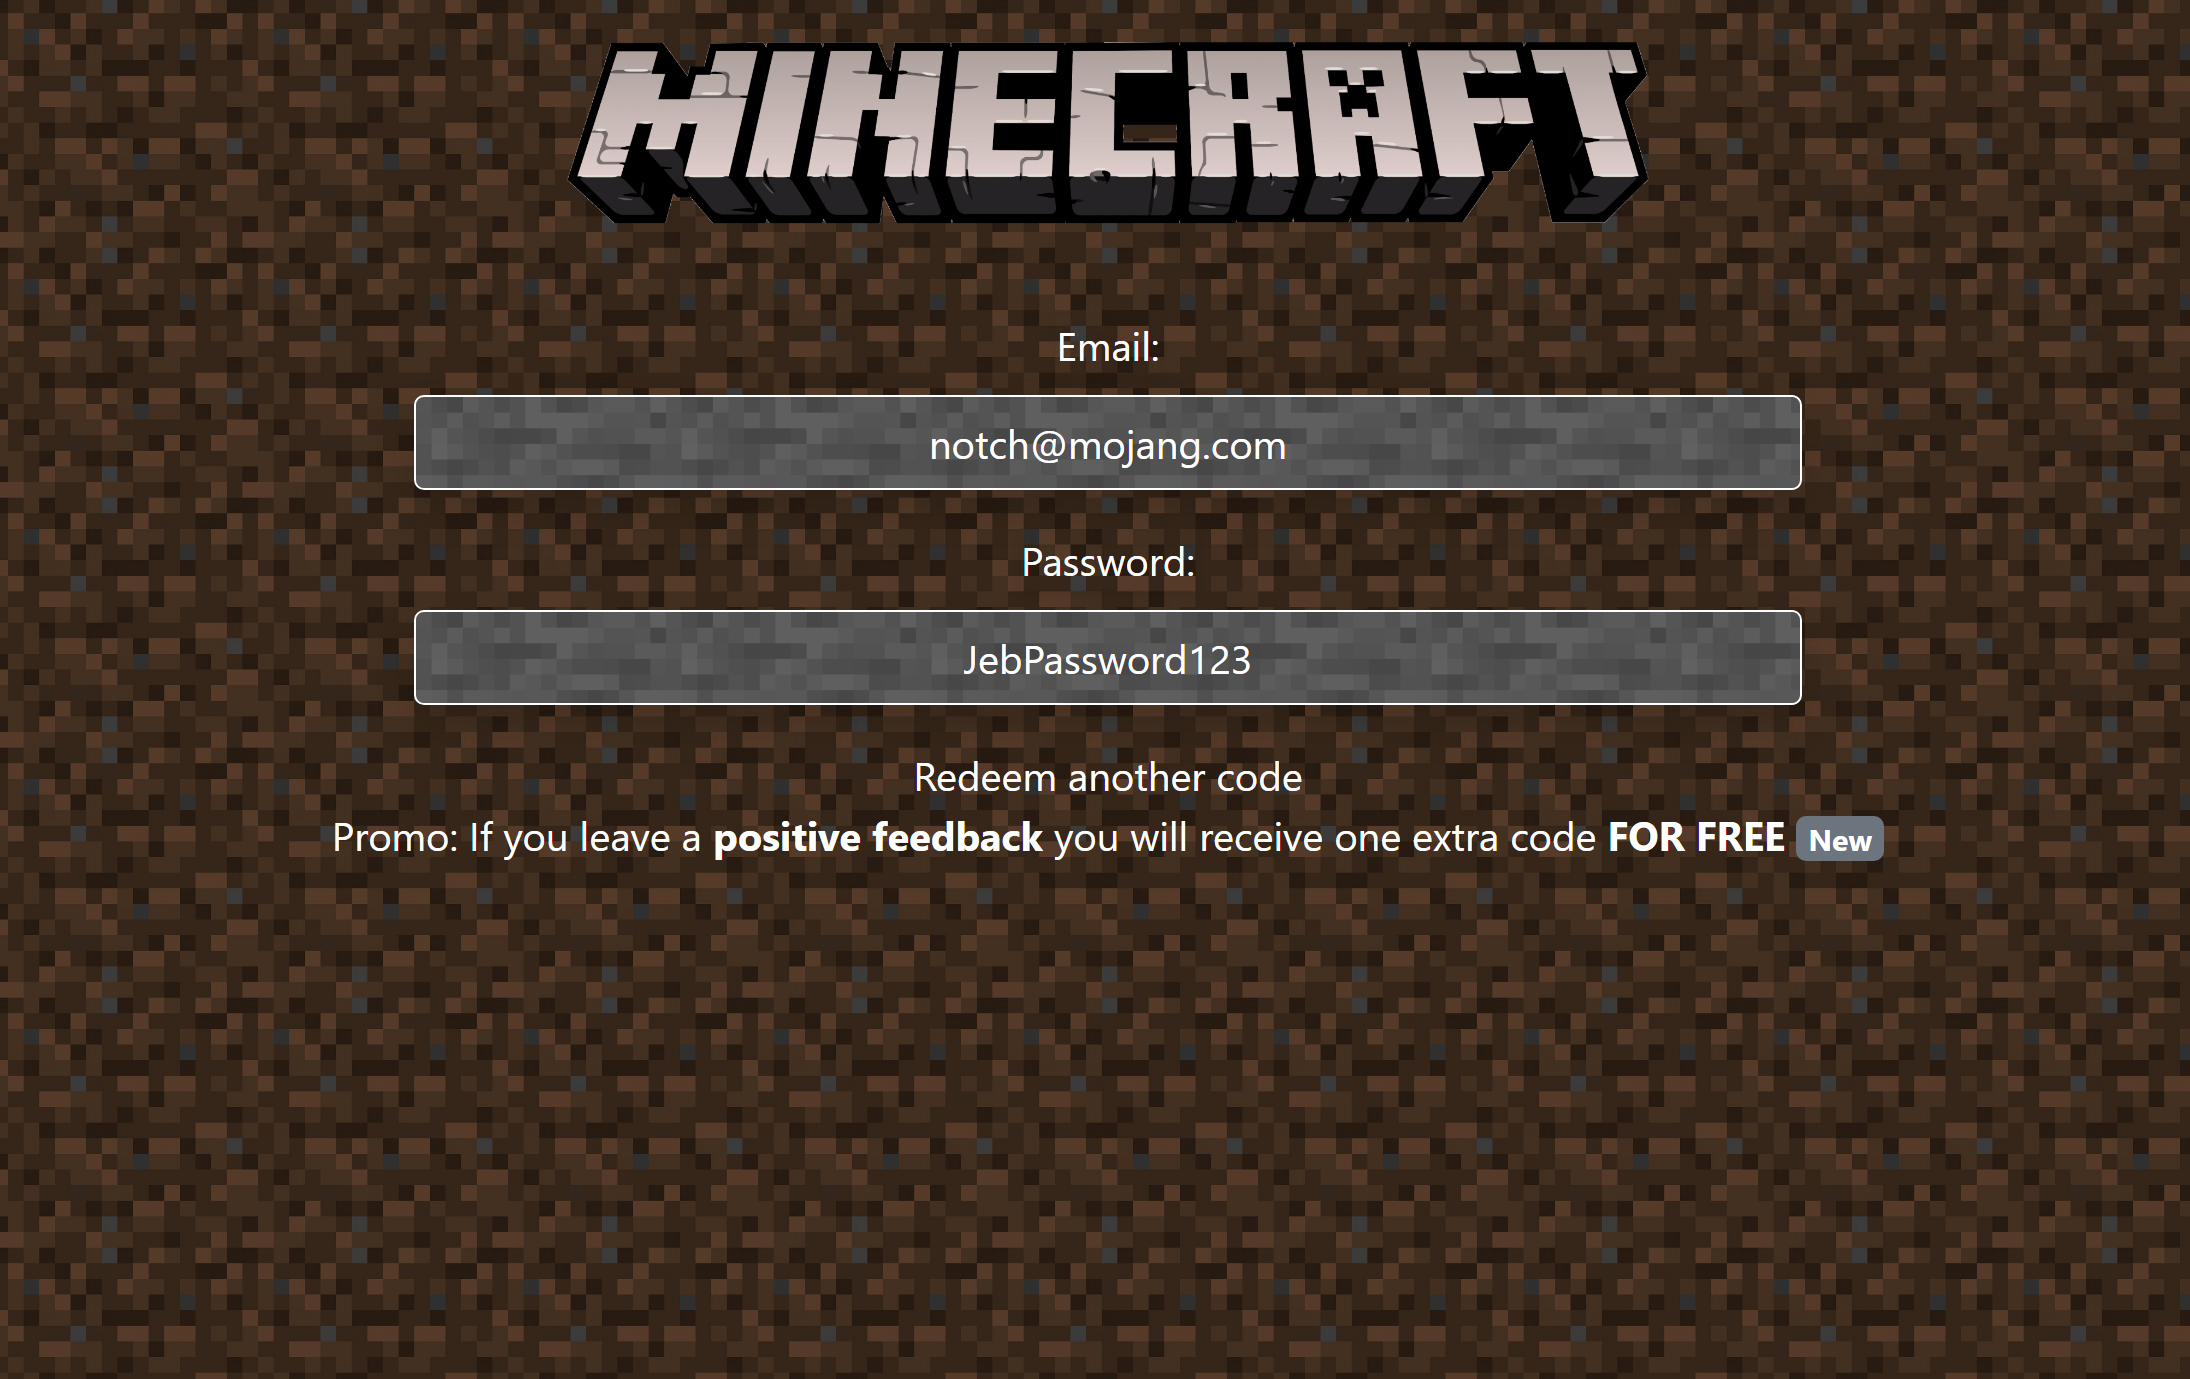 MINECRAFT
Email:
notch@mojang.com
Password:
JebPassword123
Redeem another code
Promo: If you leave a positive feedback you will receive one extra code FOR FREE New